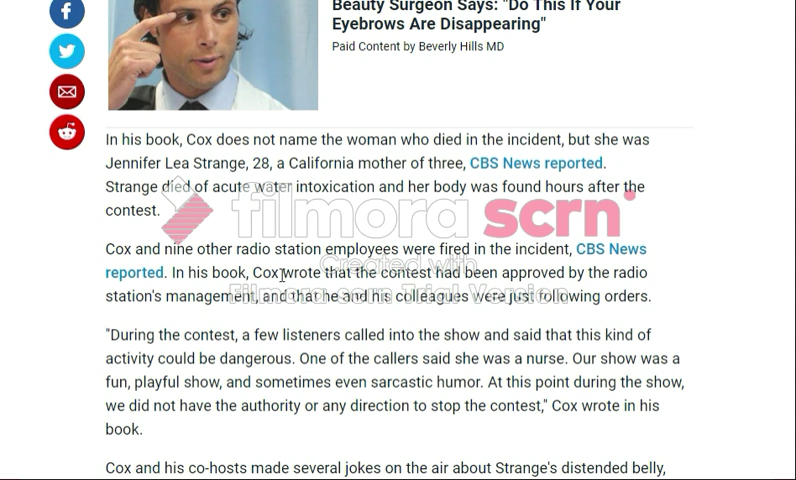 Beauty Surgeon Says: "Do This If Your
Eyebrows Are Disappearing"
Paid Content by Beverly Hills MD
In his book, Cox does not name the woman who died in the incident, but she was
Jennifer Lea Strange, 28, a California mother of three, CBS News reported.
Strange died of acute water intoxication and her body was found hours after the
contest.
filmora scrn
Cox and nine other radio station employees were fired in the incident, CBS News
Created with
reported. In his book, Cox wrote that the contest had been approved by the radio
station's management, and that he and his colleagues were just following orders.
Filmora scrn Trial Version
"During the contest, a few listeners called into the show and said that this kind of
activity could be dangerous. One of the callers said she was a nurse. Our show was a
fun, playful show, and sometimes even sarcastic humor. At this point during the show,
we did not have the authority or any direction to stop the contest," Cox wrote in his
book.
Cox and his co-hosts made several jokes on the air about Strange's distended belly,